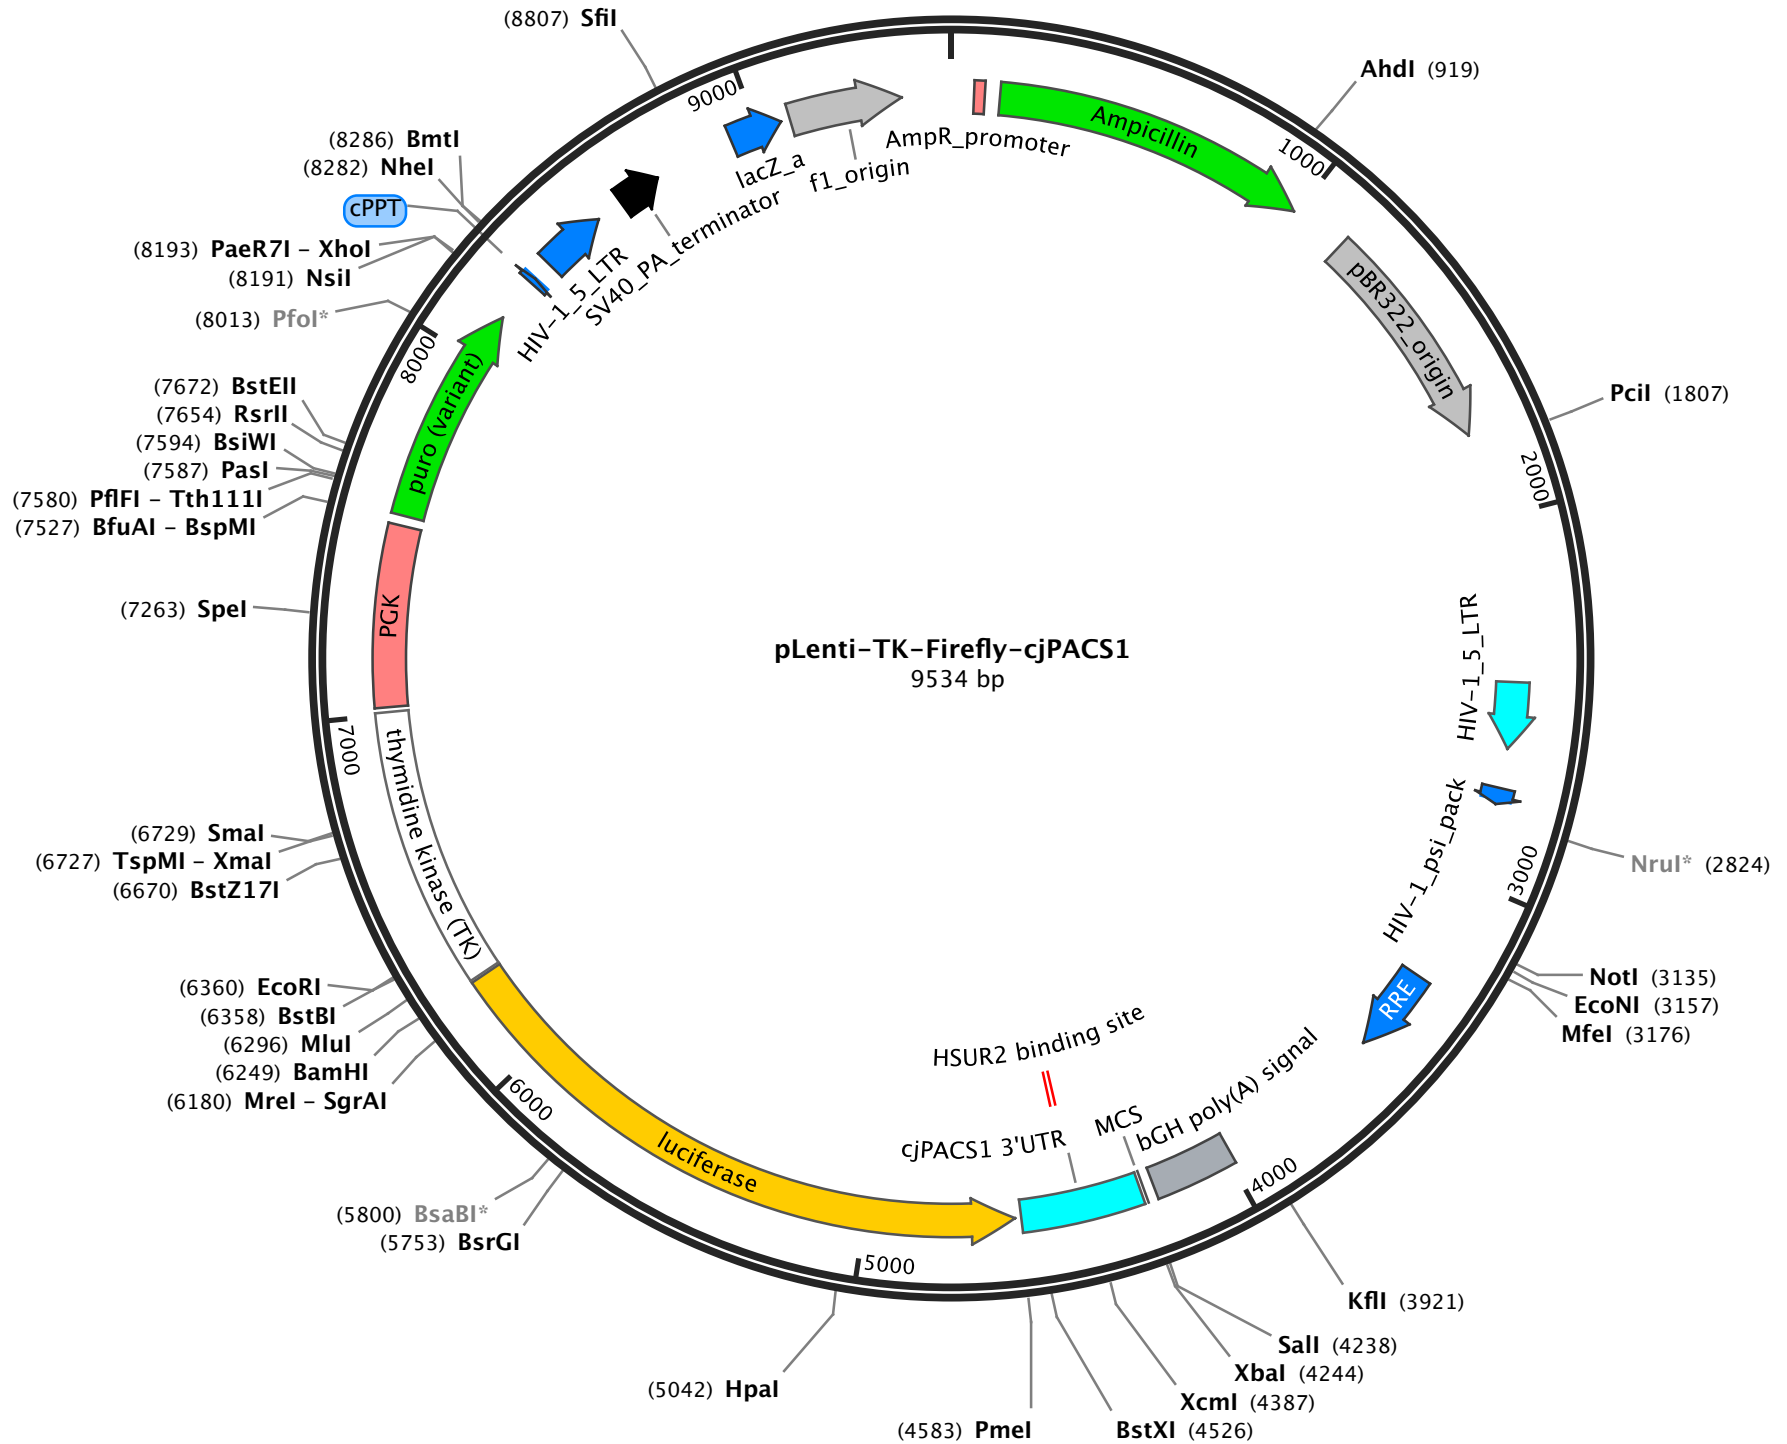 (8807) SfiI
AhdI (919)
9000
1000
AmpR_promoter
Ampicillin
lacZ_a
f1_origin
(8286) BmtI
(8282) NheI
cPPT
(8193) PaeR7I – XhoI
(8191) NsiI
(8013) PfoI*
HIV-1_5_LTR
SV40_PA_terminator
pBR322_origin
8000
puro (variant)
(7672) BstEII
(7654) RsrII
(7594) BsiWI
(7587) PasI
(7580) PflFI – Tth111I
(7527) BfuAI – BspMI
PciI (1807)
2000
(7263) SpeI
PGK
pLenti-TK-Firefly-cjPACS1
9534 bp
HIV-1_5_LTR
7000
thymidine kinase (TK)
HIV-1_psi_pack
(6729) SmaI
(6727) TspMI – XmaI
(6670) BstZ17I
NruI* (2824)
3000
(6360) EcoRI
(6358) BstBI
(6296) MluI
(6249) BamHI
(6180) MreI – SgrAI
NotI (3135)
EcoNI (3157)
MfeI (3176)
RRE
HSUR2 binding site
6000
luciferase
cjPACS1 3'UTR
MCS
bGH poly(A) signal
4000
(5800) BsaBI*
(5753) BsrGI
5000
KflI (3921)
SalI (4238)
XbaI (4244)
XcmI (4387)
BstXI (4526)
(5042) HpaI
(4583) PmeI